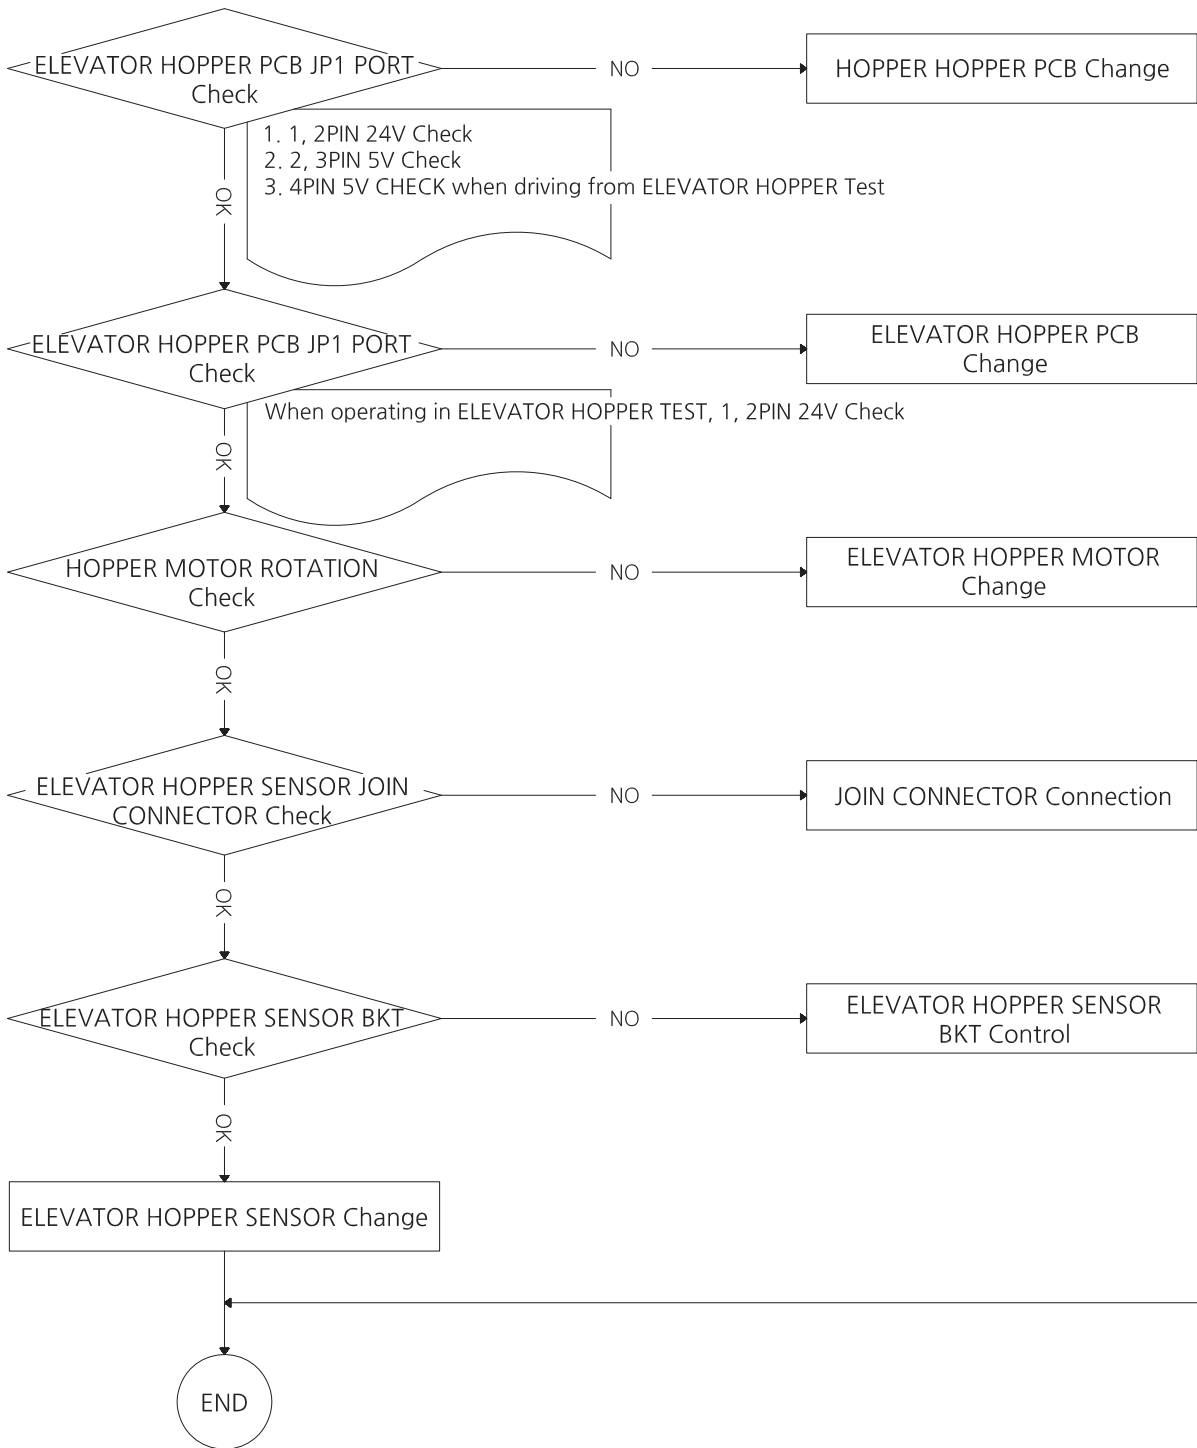 ELEVATOR HOPPER PCB JP1 PORT
Check
NO
HOPPER HOPPER PCB Change
1. 1, 2PIN 24V Check
2. 2, 3PIN 5V Check
3. 4PIN 5V CHECK when driving from ELEVATOR HOPPER Test
OK
ELEVATOR HOPPER PCB JP1 PORT
Check
NO
ELEVATOR HOPPER PCB
Change
When operating in ELEVATOR HOPPER TEST, 1, 2PIN 24V Check
OK
HOPPER MOTOR ROTATION
Check
NO
ELEVATOR HOPPER MOTOR
Change
OK
ELEVATOR HOPPER SENSOR JOIN
CONNECTOR Check
NO
JOIN CONNECTOR Connection
OK
ELEVATOR HOPPER SENSOR BKT
Check
NO
ELEVATOR HOPPER SENSOR
BKT Control
OK
ELEVATOR HOPPER SENSOR Change
END